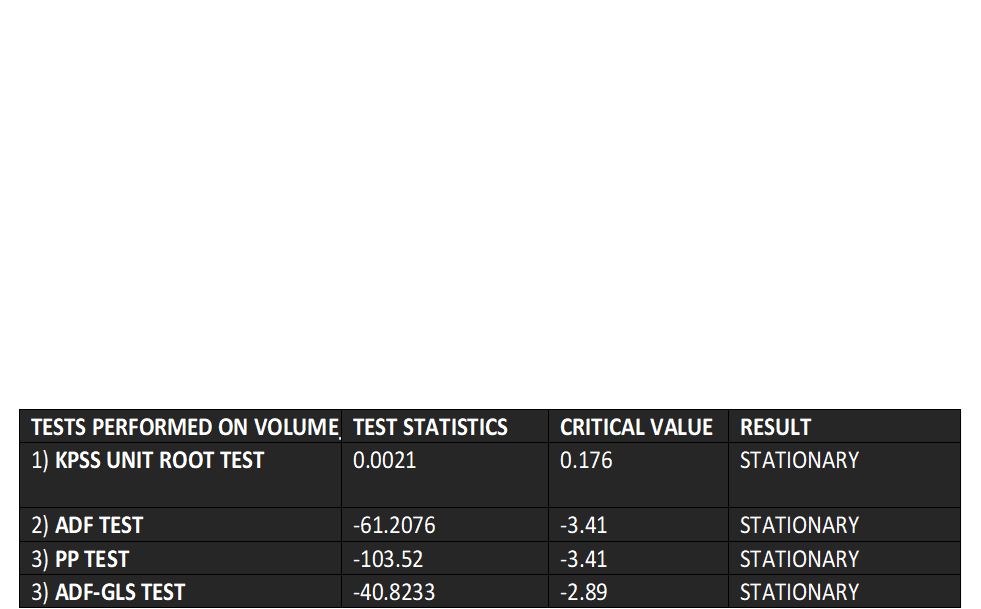 TESTS PERFORMED ON VOLUME TEST STATISTICS CRITICAL VALUE RESULT
1) KPSS UNIT ROOT TEST 0.0021 0.176 STATIONARY
2) ADF TEST -61.2076 -3.41 STATIONARY
3) PP TEST -103.52 -3.41 STATIONARY
3) ADF-GLS TEST -40.8233 -2.89 STATIONARY